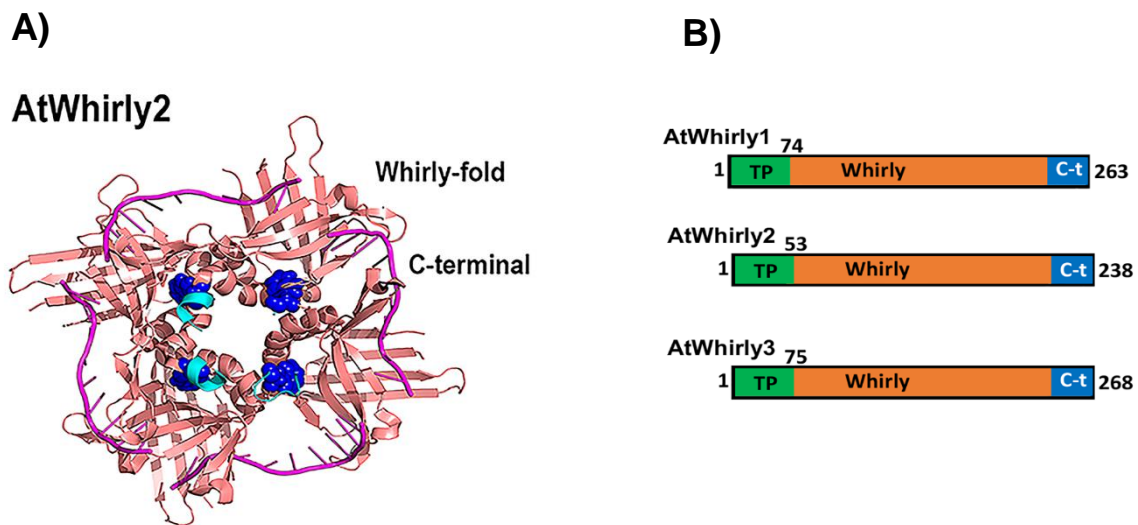 A)
AtWhirly2
Whirly-fold
C-terminal
B)
AtWhirly1
74
1 TP Whirly C-t 263
AtWhirly2
53
1 TP Whirly C-t 238
AtWhirly3
75
1 TP Whirly C-t 268